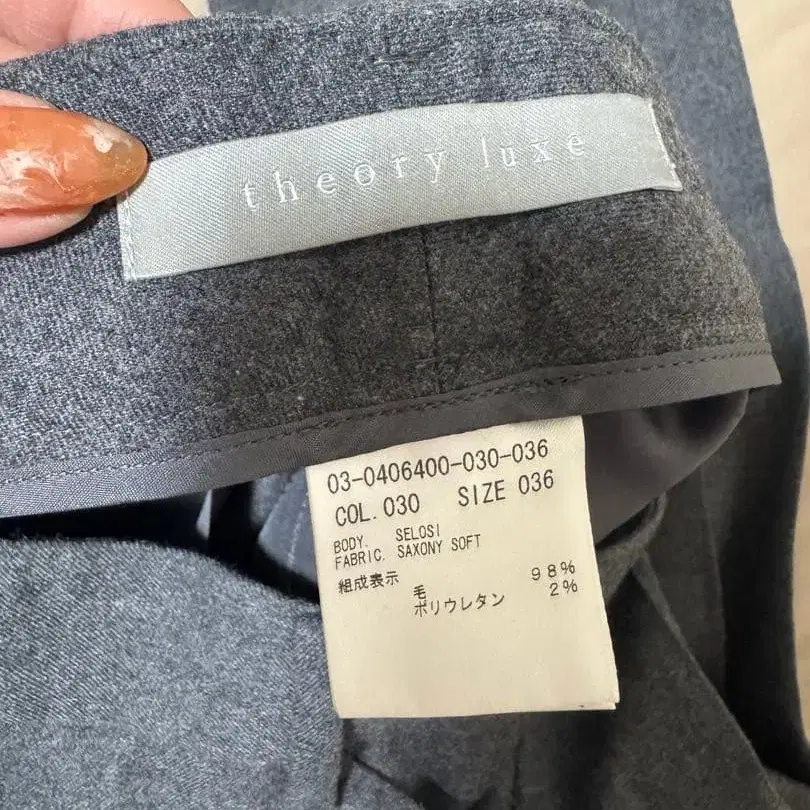 theory luxe
03-0406400-030-036
COL. 030 SIZE 036
BODY. SELOSI
FABRIC. SAXONY SOFT
組成表示
毛 98%
ポリウレタン 2%